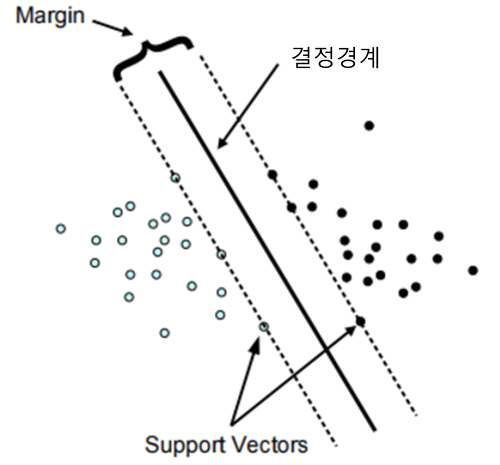 Margin
결정경계
Support Vectors